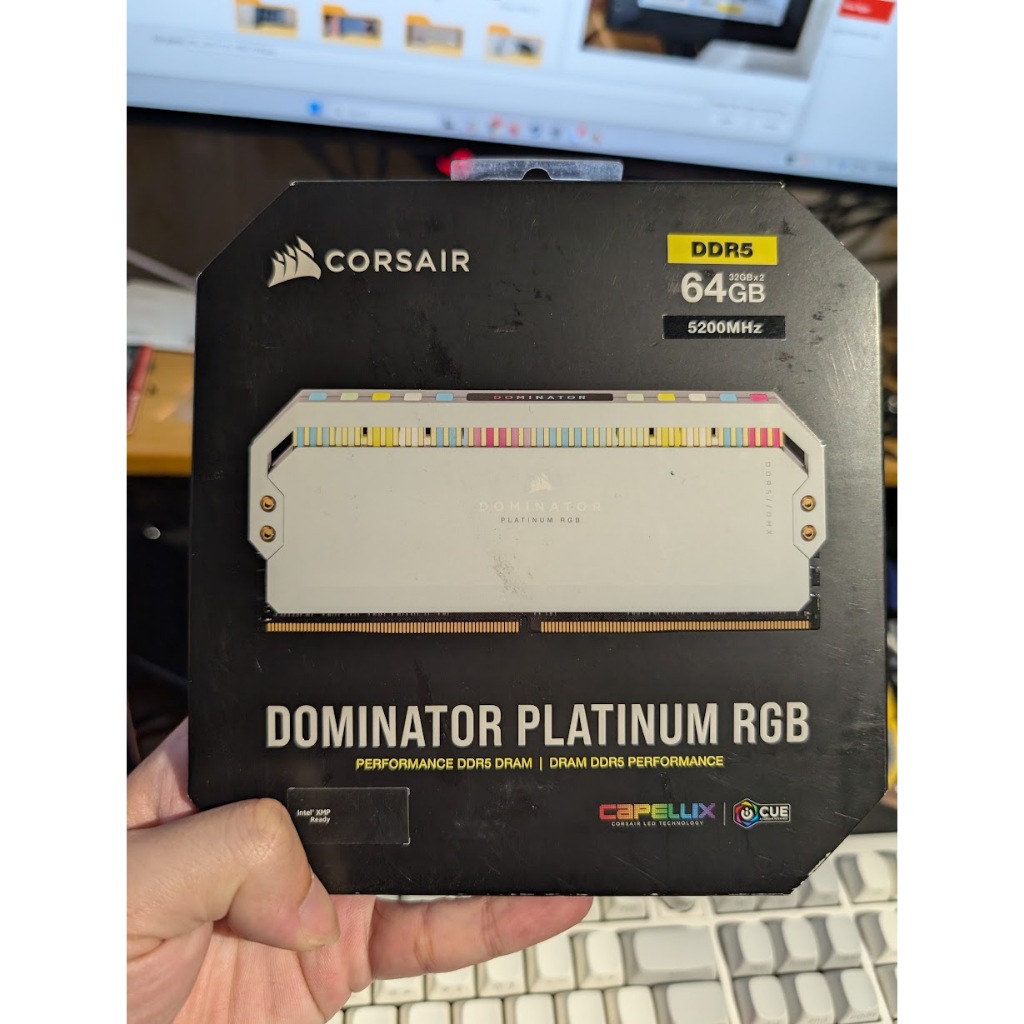 CORSAIR
DDR5
32GBx2
64GB
5200MHz
DOMINATOR
DOMINATOR
PLATINUM RGB
DOMINATOR PLATINUM RGB
PERFORMANCE DDR5 DRAM | DRAM DDR5 PERFORMANCE
intel® XMP
Ready
CAPELLIX
CORSAIR LED TECHNOLOGY
CUE